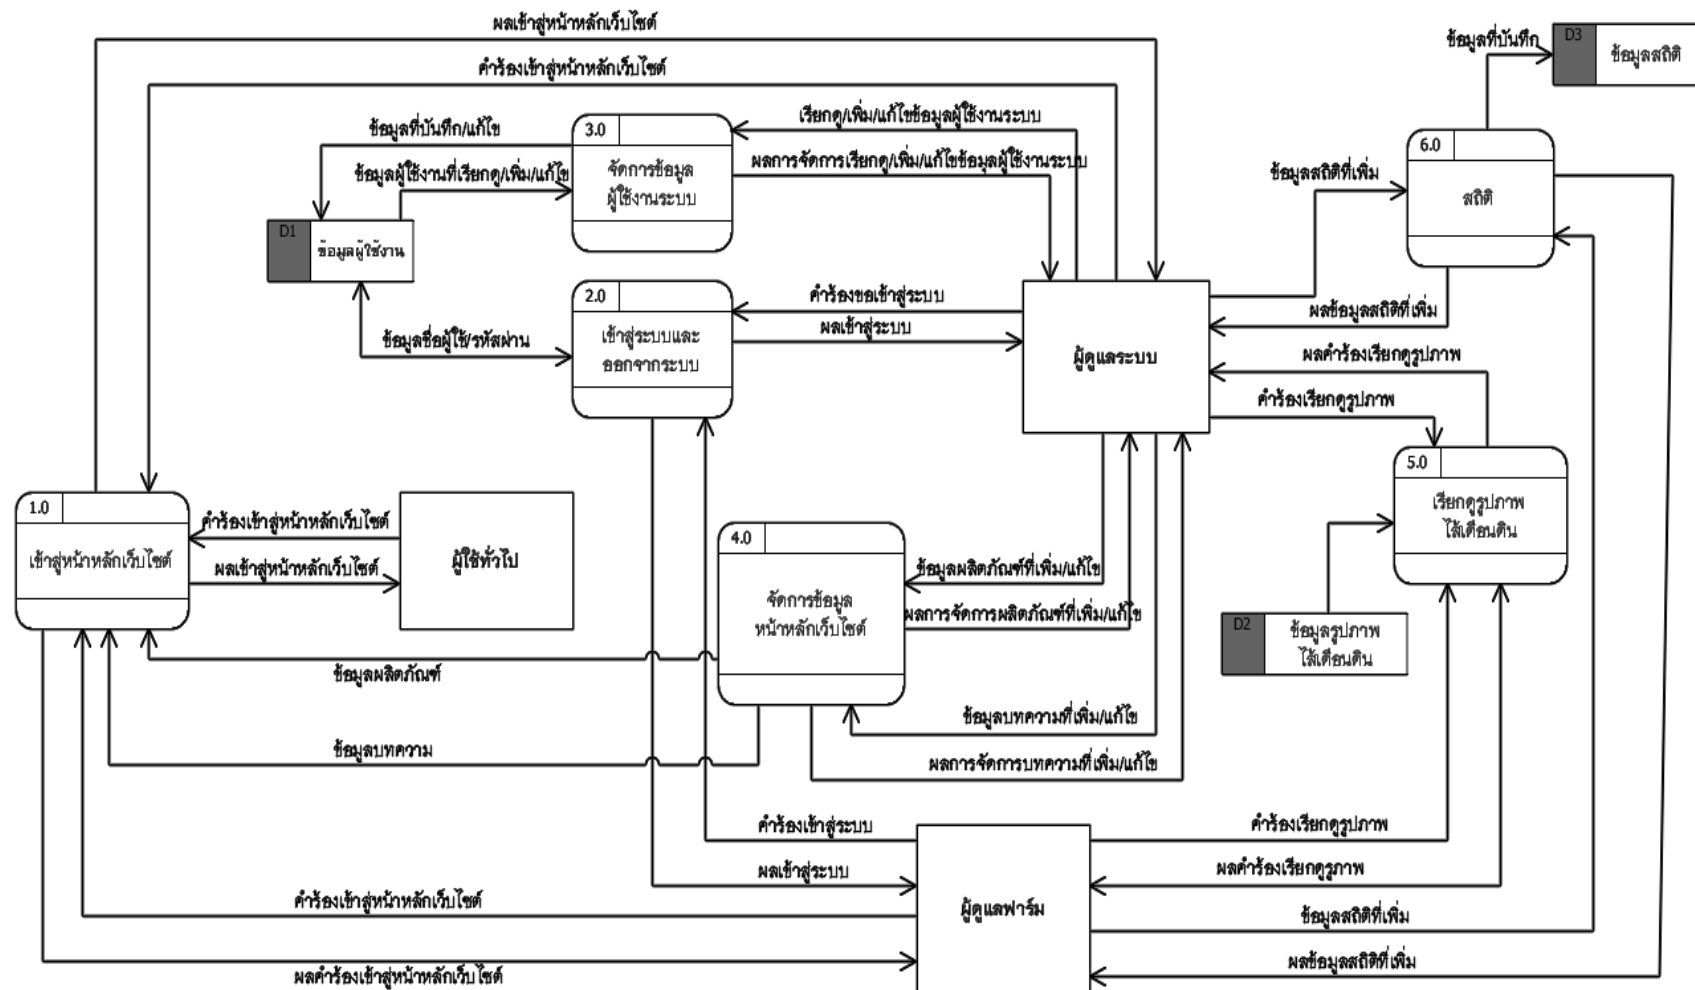 ผลเข้าสู่หน้าหลักเว็บไซต์
คำร้องเข้าสู่หน้าหลักเว็บไซต์
ข้อมูลที่บันทึก
D3
ข้อมูลสถิติ
ข้อมูลที่บันทึก/แก้ไข
3.0
จัดการข้อมูล
ผู้ใช้งานระบบ
เรียกดู/เพิ่ม/แก้ไขข้อมูลผู้ใช้งานระบบ
ผลการจัดการเรียกดู/เพิ่ม/แก้ไขข้อมุลผู้ใช้งานระบบ
ข้อมูลผู้ใช้งานที่เรียกดู/เพิ่ม/แก้ไข
6.0
สถิติ
ข้อมูลสถิติที่เพิ่ม
D1
ข้อมูลผู้ใช้งาน
2.0
เข้าสู่ระบบและ
ออกจากระบบ
คำร้องขอเข้าสู่ระบบ
ผลเข้าสู่ระบบ
ข้อมูลชื่อผู้ใช้/รหัสผ่าน
ผู้ดูแลระบบ
ผลข้อมูลสถิติที่เพิ่ม
ผลคำร้องเรียกดูรูปภาพ
คำร้องเรียกดูรูปภาพ
5.0
เรียกดูรูปภาพ
ไส้เดือนดิน
1.0
เข้าสู่หน้าหลักเว็บไซต์
คำร้องเข้าสู่หน้าหลักเว็บไซต์
ผลเข้าสู่หน้าหลักเว็บไซต์
ผู้ใช้ทั่วไป
4.0
จัดการข้อมูล
หน้าหลักเว็บไซต์
ข้อมูลผลิตภัณฑ์ที่เพิ่ม/แก้ไข
ผลการจัดการผลิตภัณฑ์ที่เพิ่ม/แก้ไข
D2
ข้อมูลรูปภาพ
ไส้เดือนดิน
ข้อมูลผลิตภัณฑ์
ข้อมูลบทความที่เพิ่ม/แก้ไข
ข้อมูลบทความ
ผลการจัดการบทความที่เพิ่ม/แก้ไข
คำร้องเข้าสู่ระบบ
ผลเข้าสู่ระบบ
คำร้องเข้าสู่หน้าหลักเว็บไซต์
ผลคำร้องเข้าสู่หน้าหลักเว็บไซต์
ผู้ดูแลฟาร์ม
คำร้องเรียกดูรูปภาพ
ผลคำร้องเรียกดูรูภาพ
ข้อมูลสถิติที่เพิ่ม
ผลข้อมูลสถิติที่เพิ่ม